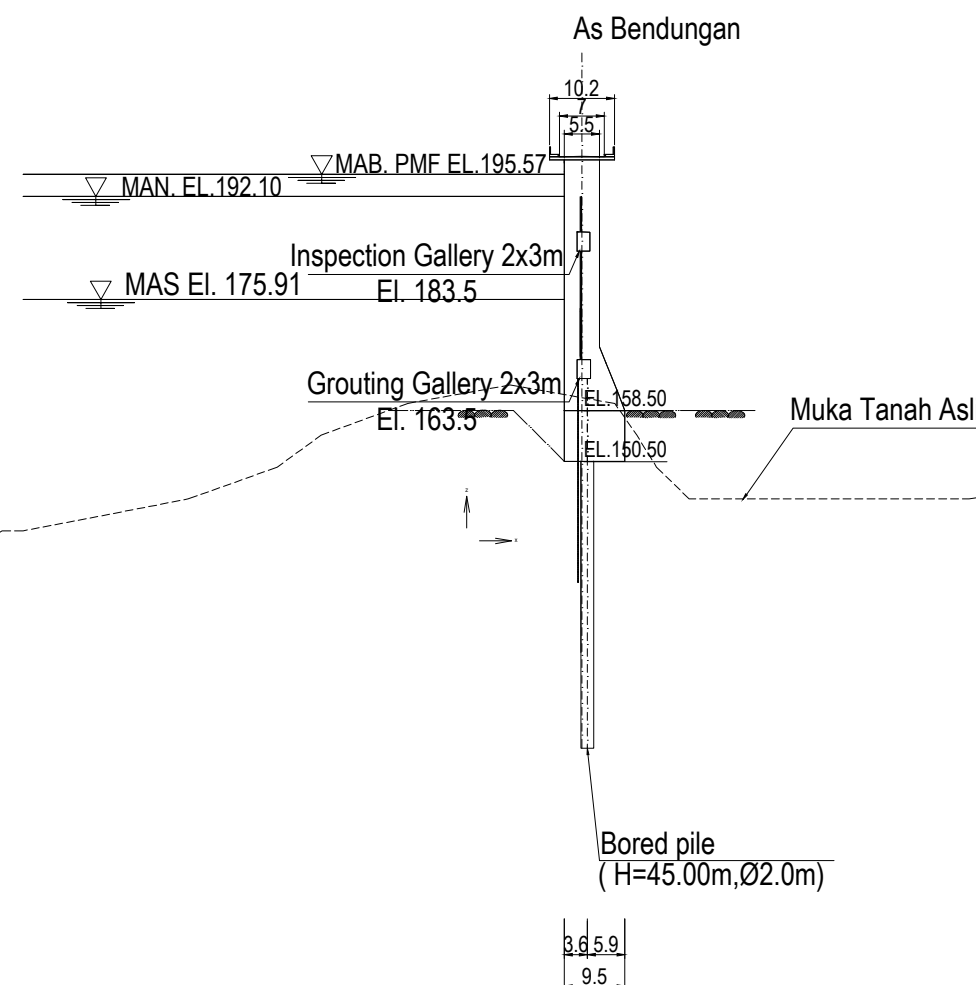 As Bendungan
10.2
7
5.5
MAB. PMF EL.195.57
MAN. EL.192.10
Inspection Gallery 2x3m
El. 183.5
MAS El. 175.91
Grouting Gallery 2x3m
El. 163.5
EL.158.50
Muka Tanah Asl
EL.150.50
z
x
Bored pile
( H=45.00m,Ø2.0m)
3.6 5.9
9.5